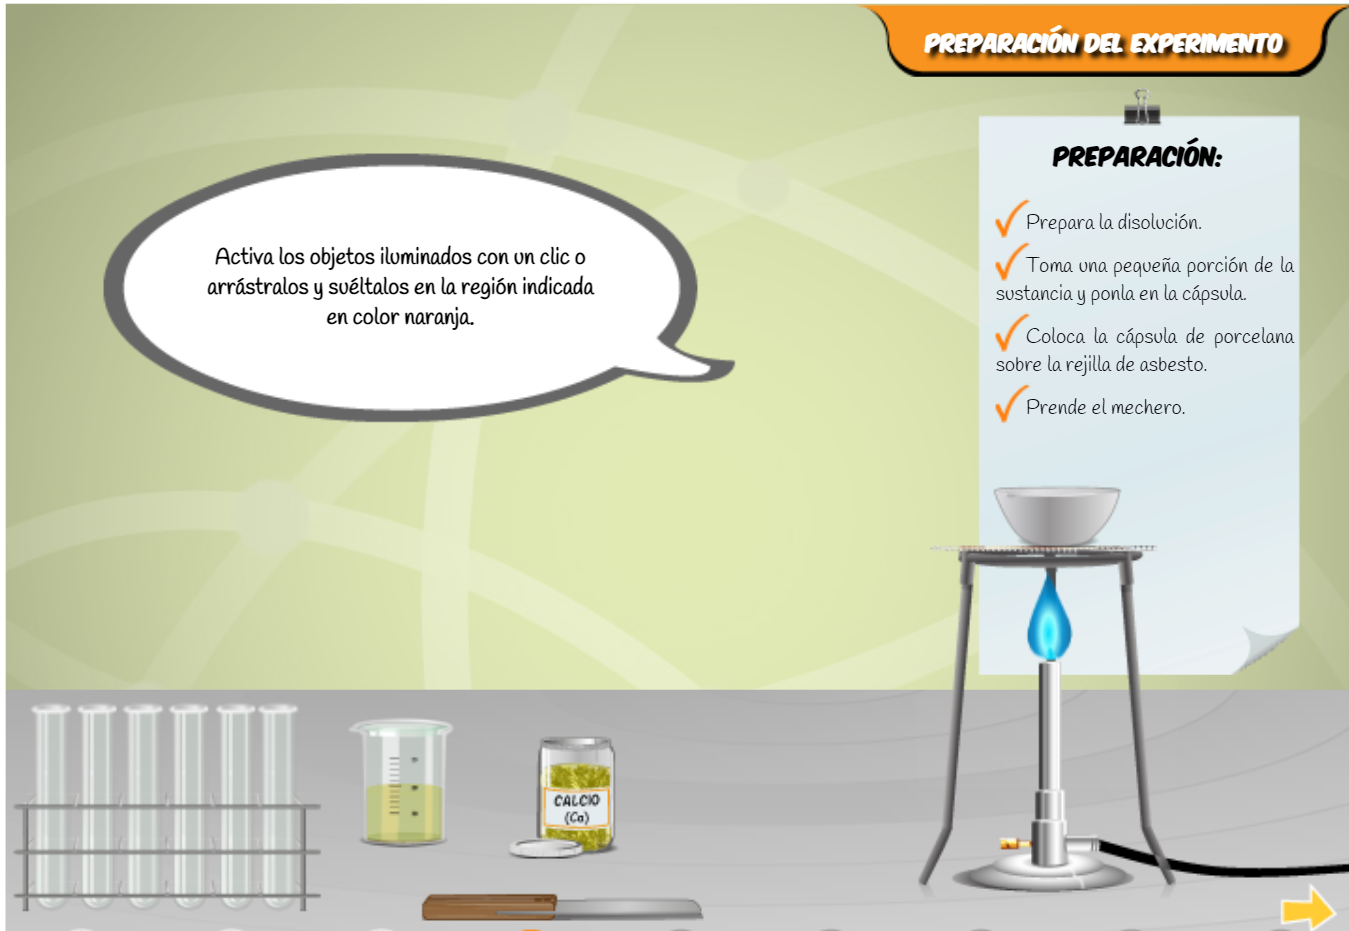 PREPARACIÓN DEL EXPERIMENTO
PREPARACIÓN:
Prepara la disolución.
Toma una pequeña porción de la
sustancia y ponla en la cápsula.
Coloca la cápsula de porcelana
sobre la rejilla de asbesto.
Prende el mechero.
Activa los objetos iluminados con un clic o
arrástralos y suéltalos en la región indicada
en color naranja.
CALCIO
(Ca)